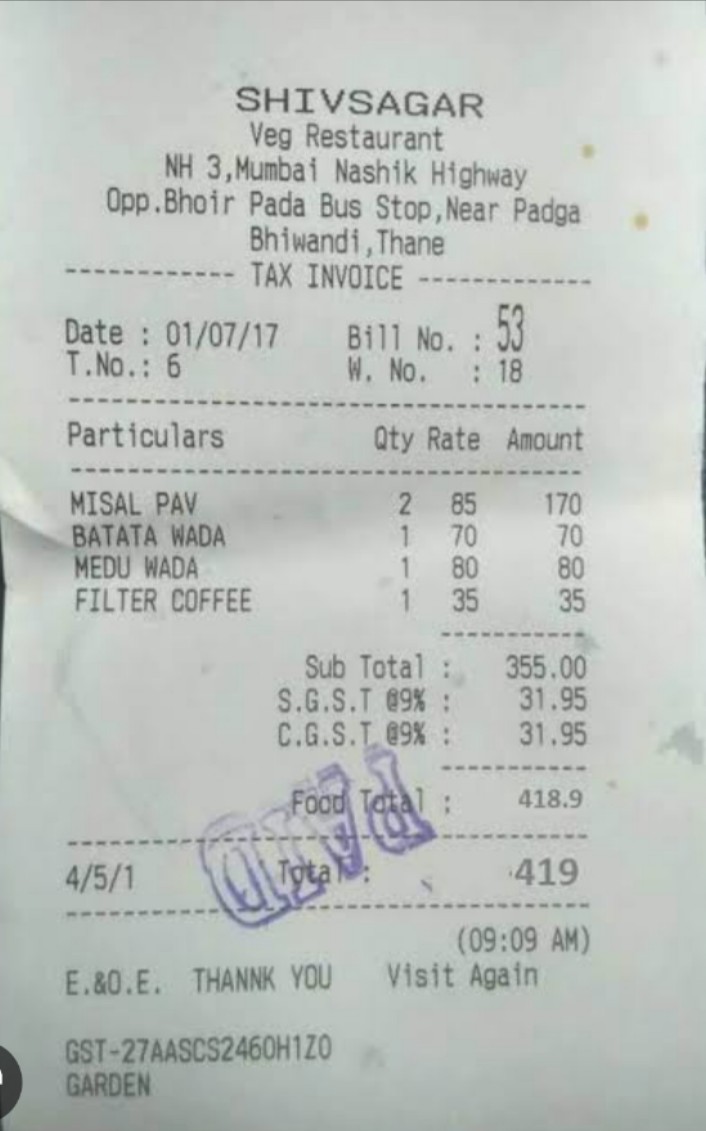 SHIVSAGAR
Veg Restaurant
NH 3,Mumbai Nashik Highway
Opp.Bhoir Pada Bus Stop,Near Padga
Bhiwandi,Thane
------------ TAX INVOICE ------------
Date : 01/07/17 Bill No. : 53
T.No.: 6 W. No. : 18
Particulars Qty Rate Amount
MISAL PAV 2 85 170
BATATA WADA 1 70 70
MEDU WADA 1 80 80
FILTER COFFEE 1 35 35
Sub Total : 355.00
S.G.S.T @9% : 31.95
C.G.S.T @9% : 31.95
Food Total : 418.9
PAID
4/5/1 Total : 419
(09:09 AM)
E.&O.E. THANNK YOU Visit Again
GST-27AASCS2460H1Z0
GARDEN